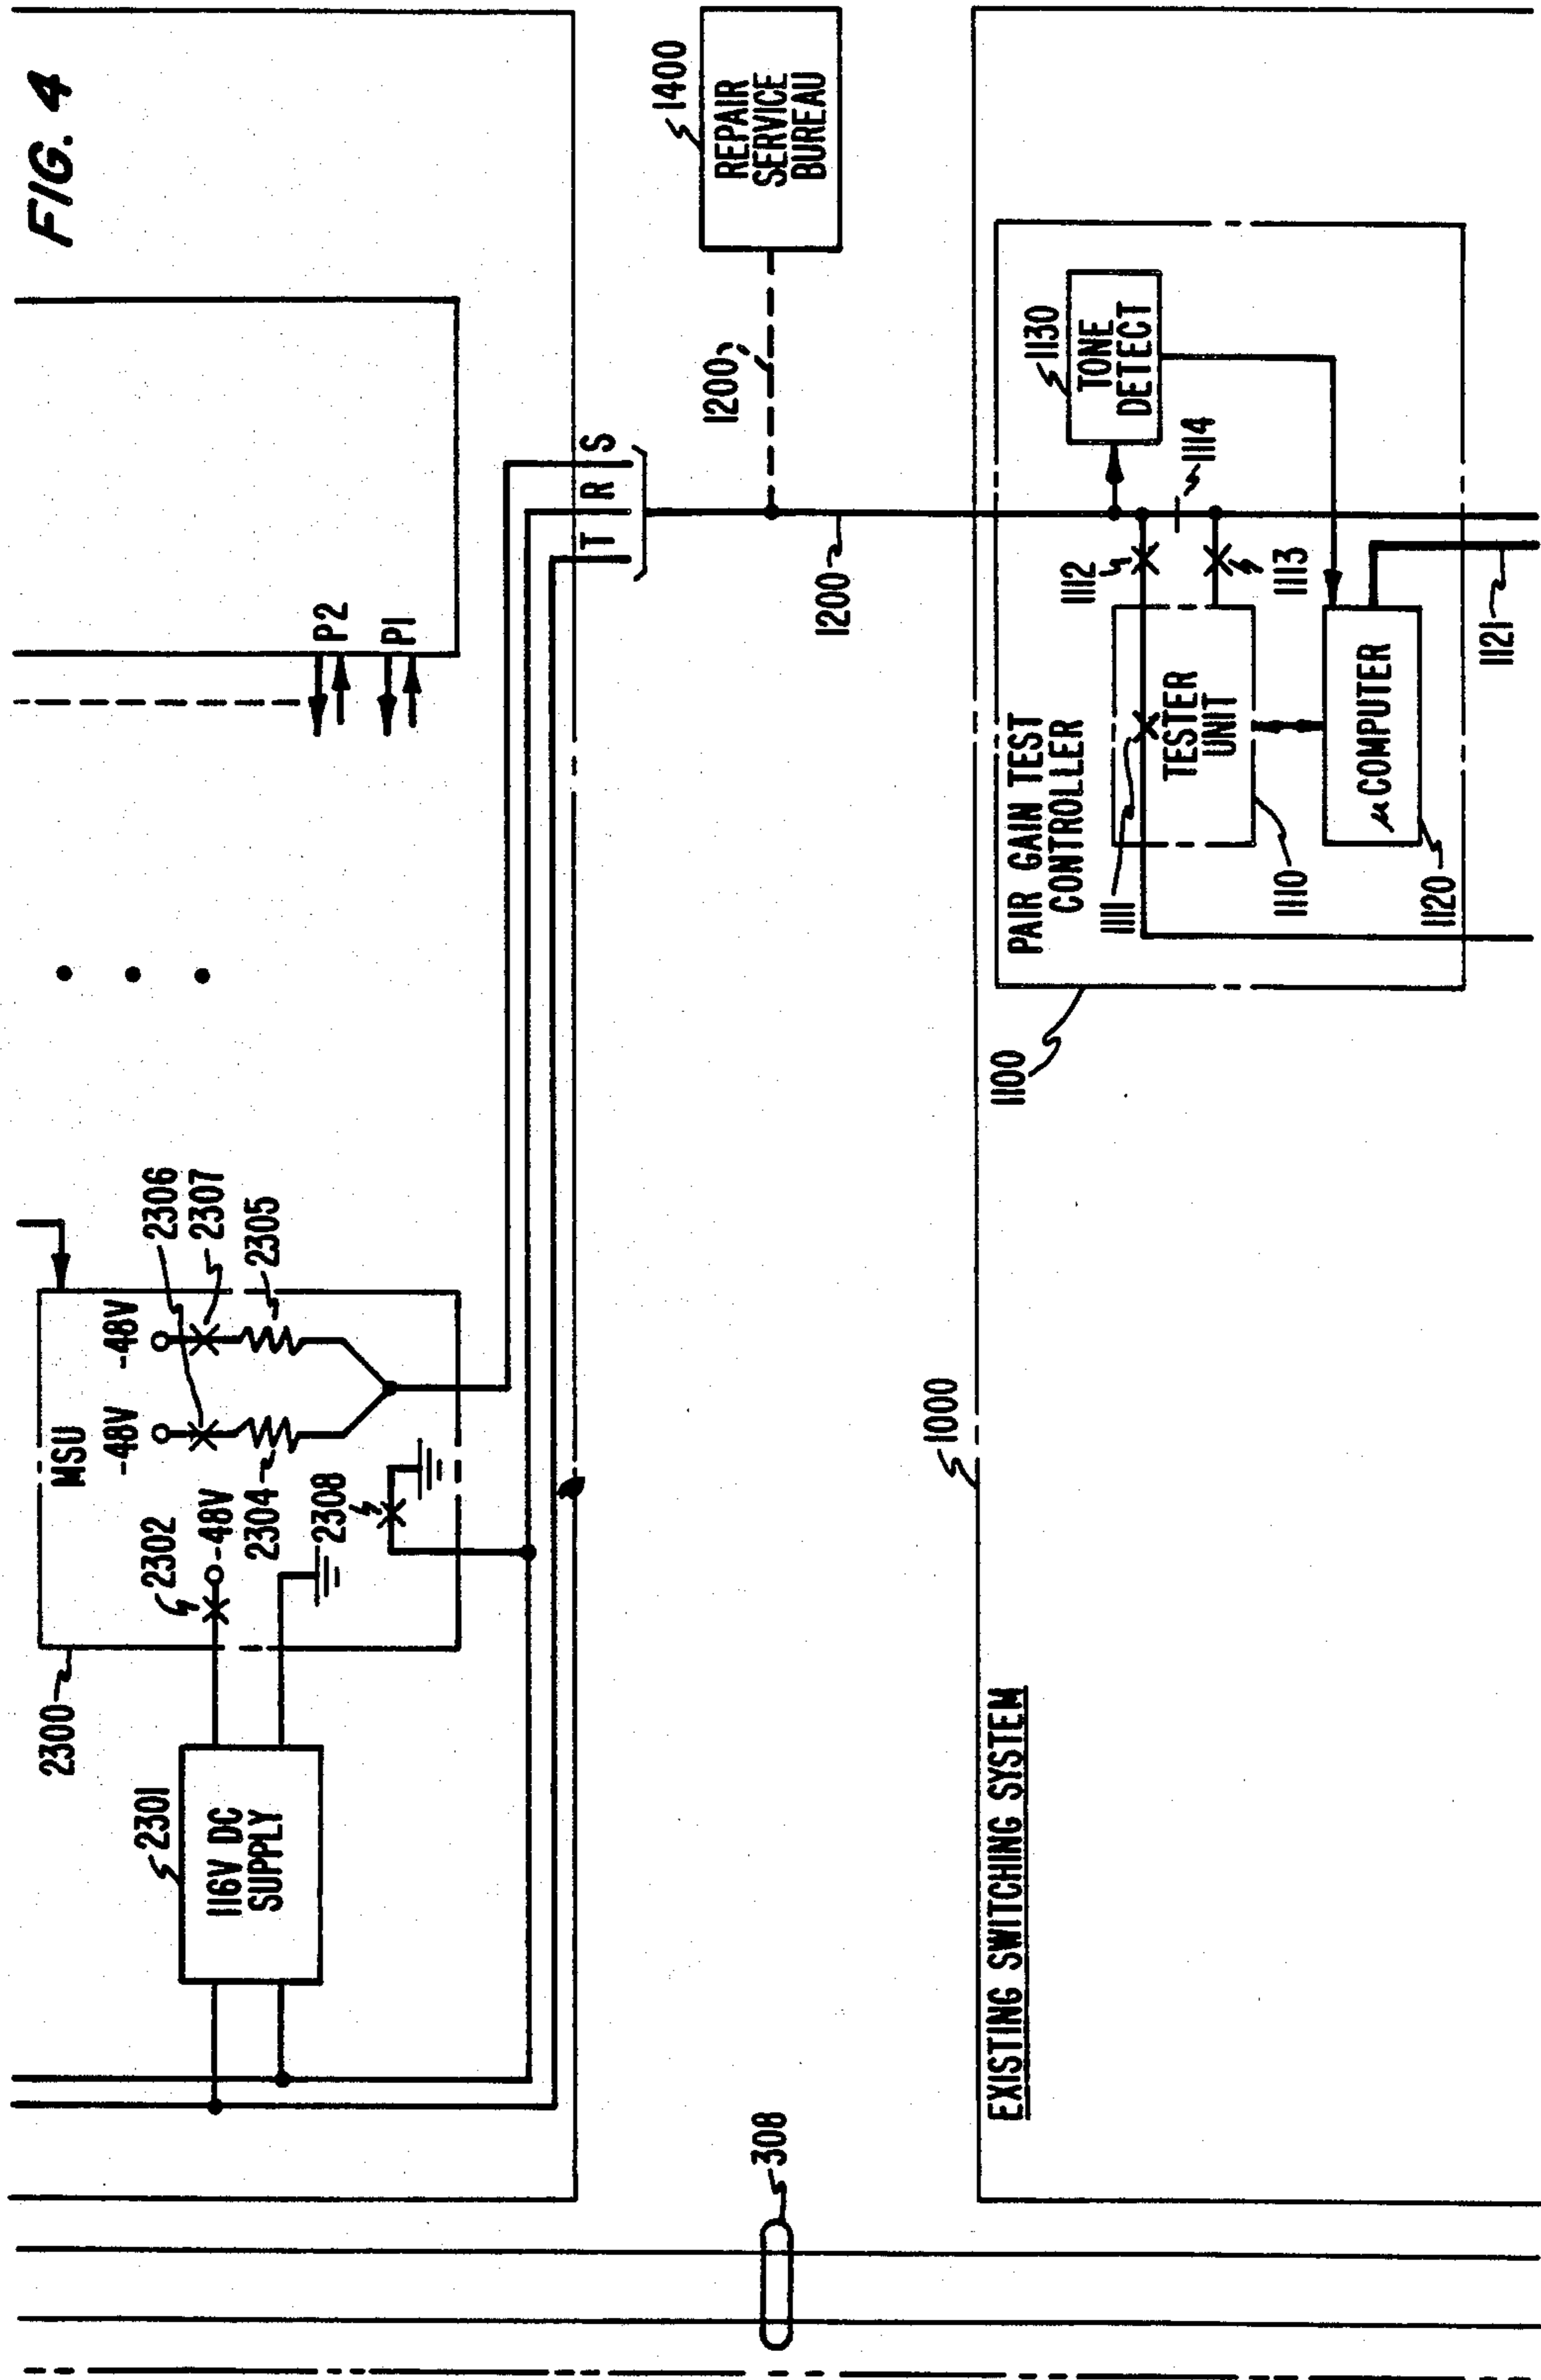 FIG. 4
2306
2307
2305
MSU
-48V
-48V
2302
-48V
2304
2308
2300
2301
116V DC
SUPPLY
P2
P1
T R S
1400
REPAIR
SERVICE
BUREAU
1200
1200
308
1000
EXISTING SWITCHING SYSTEM
1100
PAIR GAIN TEST
CONTROLLER
1130
TONE
DETECT
1114
1112
1113
1111
TESTER
UNIT
1110
μCOMPUTER
1120
1121